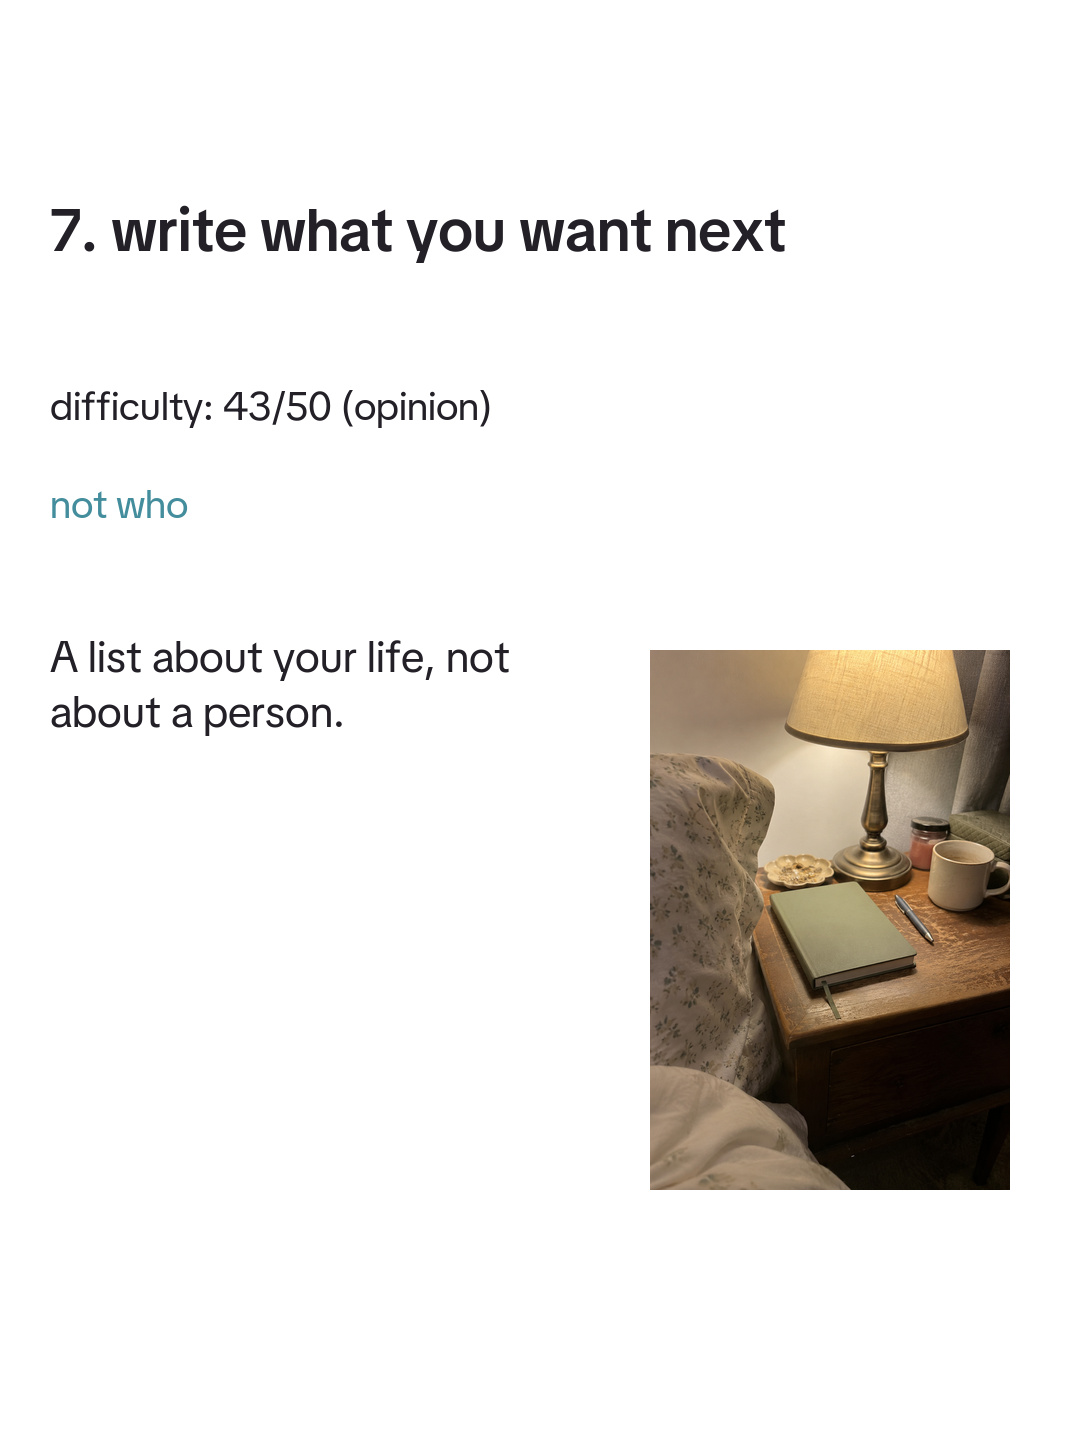 7. write what you want next
difficulty: 43/50 (opinion)
not who
A list about your life, not
about a person.